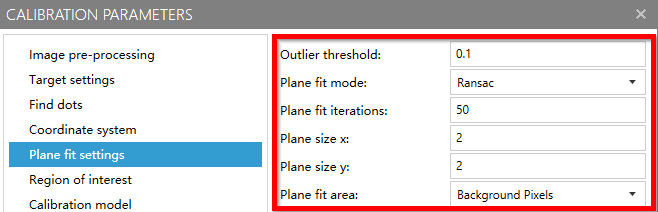 CALIBRATION PARAMETERS
Image pre-processing
Target settings
Find dots
Coordinate system
Plane fit settings
Region of interest
Calibration model
Outlier threshold: 0.1
Plane fit mode: Ransac
Plane fit iterations: 50
Plane size x: 2
Plane size y: 2
Plane fit area: Background Pixels